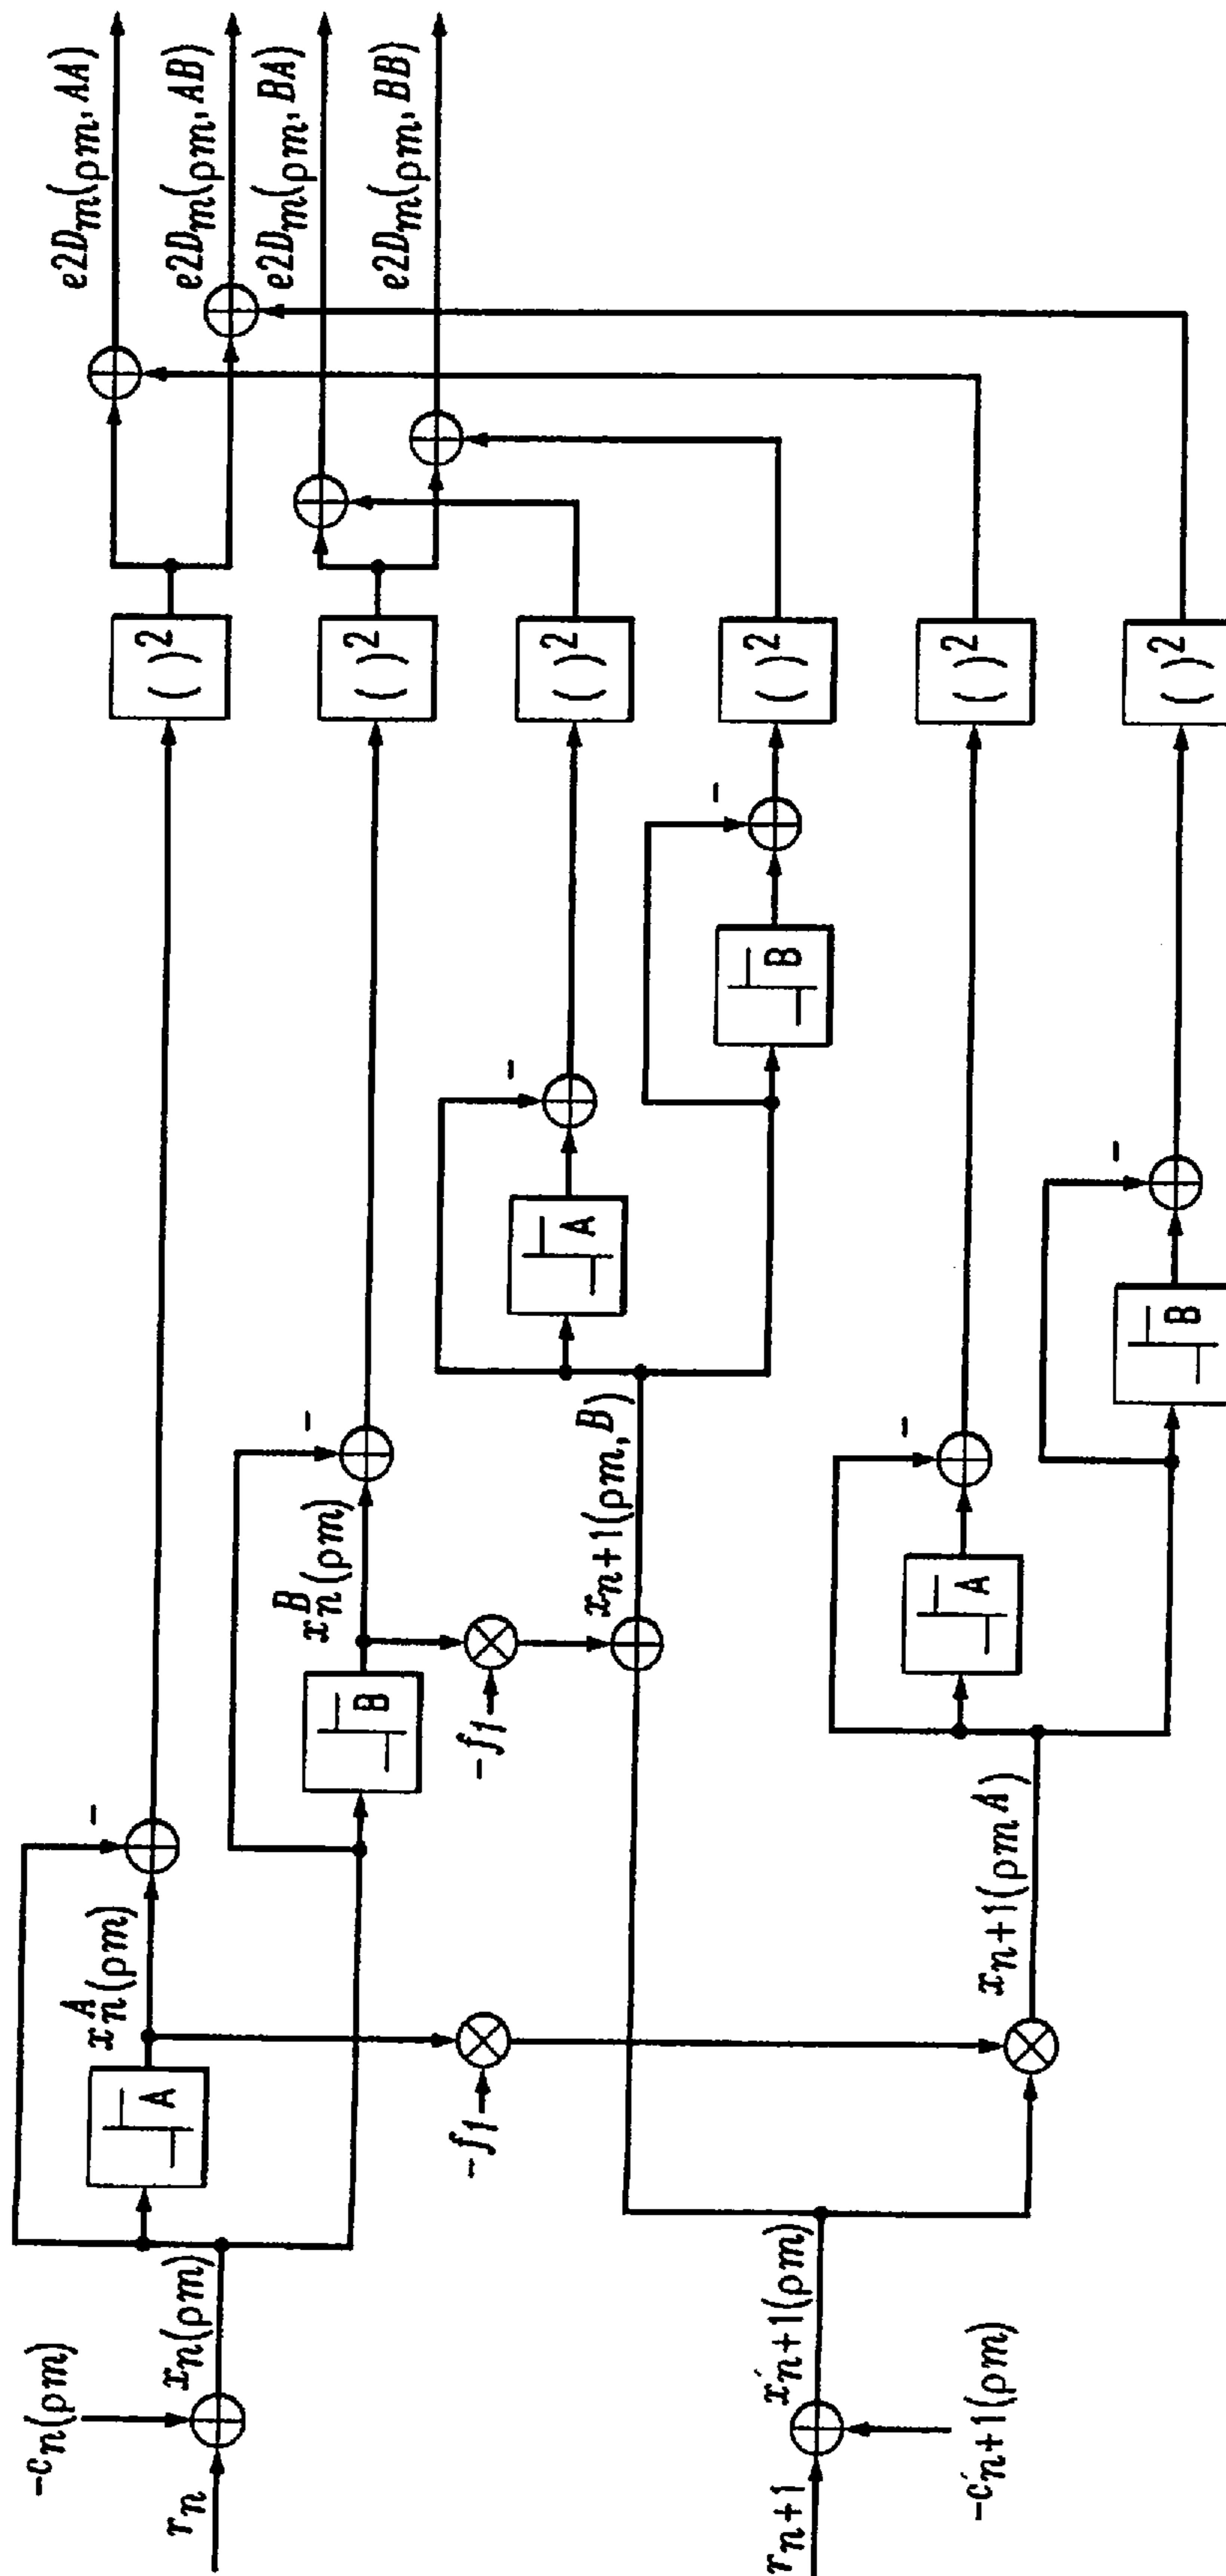 -c_n(ρm)
r_n
x_n(ρm)
A
x_n^A(ρm)
-
B
x_n^B(ρm)
-
-f_1
-f_1
r_{n+1}
x'_{n+1}(ρm)
-c'_{n+1}(ρm)
x_{n+1}(ρm, B)
A
-
B
-
x_{n+1}(ρm A)
A
-
B
-
( )^2
( )^2
( )^2
( )^2
( )^2
( )^2
e2D_m(ρm, AA)
e2D_m(ρm, AB)
e2D_m(ρm, BA)
e2D_m(ρm, BB)